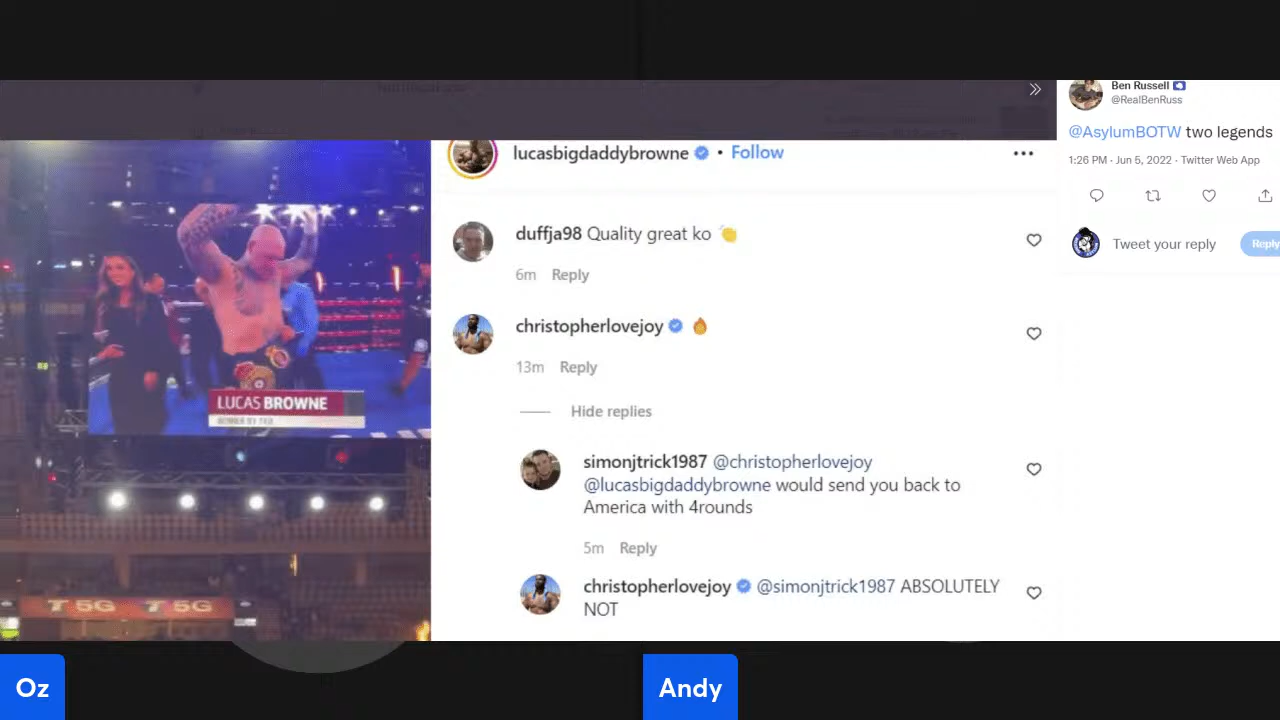 lucasbigdaddybrowne • Follow
duffja98 Quality great ko
6m Reply
christopherlovejoy
13m Reply
Hide replies
simonjtrick1987 @christopherlovejoy
@lucasbigdaddybrowne would send you back to
America with 4rounds
5m Reply
christopherlovejoy @simonjtrick1987 ABSOLUTELY
NOT
LUCAS BROWNE
T 5G T 5G
Ben Russell
@RealBenRuss
@AsylumBOTW two legends
1:26 PM · Jun 5, 2022 · Twitter Web App
Tweet your reply
Reply
Oz
Andy